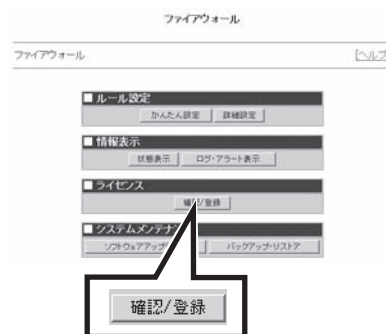 ファイアウォール
ファイアウォール [ヘルプ
■ ルール設定
かんたん設定 詳細設定
■ 情報表示
状態表示 ログ・アラート表示
■ ライセンス
確認/登録
■ システムメンテナ
ソフトウェアアップ バックアップ・リストア
確認/登録